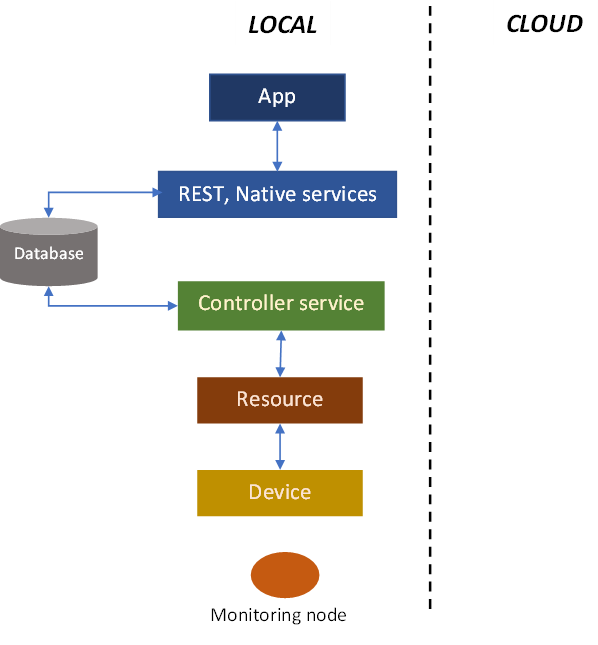 LOCAL
CLOUD
App
REST, Native services
Database
Controller service
Resource
Device
Monitoring node